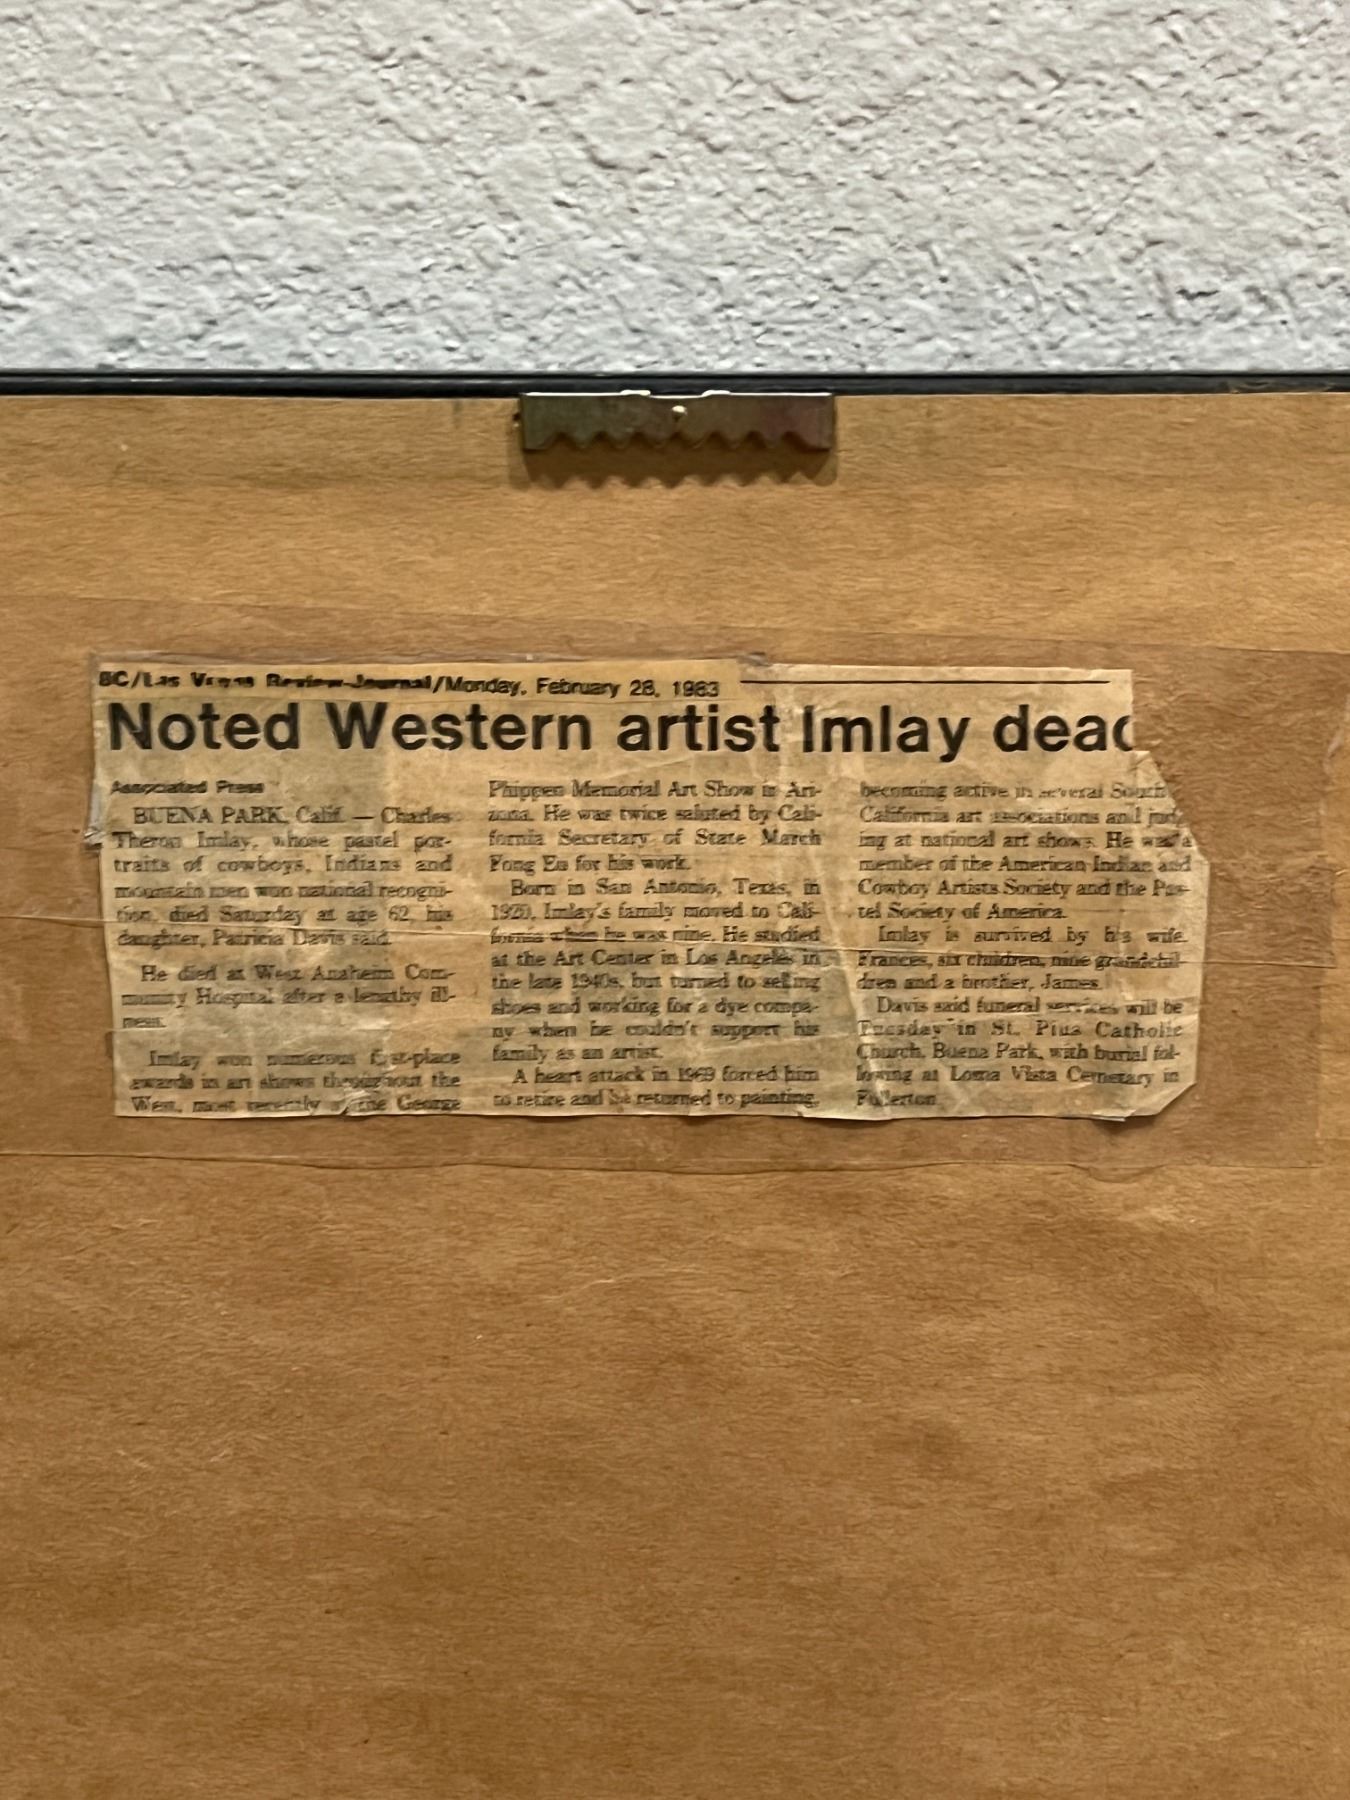 8C/Las Vegas Review-Journal/Monday, February 28, 1983
Noted Western artist Imlay dead
Associated Press
BUENA PARK, Calif. — Charles
Theron Imlay, whose pastel por-
traits of cowboys, Indians and
mountain men won national recogni-
tion, died Saturday at age 62, his
daughter, Patricia Davis said.
He died at West Anaheim Com-
munity Hospital after a lengthy ill-
ness.
Imlay won numerous first-place
awards in art shows throughout the
West, most recently the George
Phippen Memorial Art Show in Ari-
zona. He was twice saluted by Cali-
fornia Secretary of State March
Fong Eu for his work.
Born in San Antonio, Texas, in
1920, Imlay's family moved to Cali-
fornia when he was nine. He studied
at the Art Center in Los Angeles in
the late 1940s, but turned to selling
shoes and working for a dye compa-
ny when he couldn't support his
family as an artist.
A heart attack in 1969 forced him
to retire and he returned to painting,
becoming active in several South
California art associations and judg
ing at national art shows. He was a
member of the American Indian and
Cowboy Artists Society and the Pas-
tel Society of America.
Imlay is survived by his wife,
Frances, six children, nine grandchil-
dren and a brother, James.
Davis said funeral services will be
Tuesday in St. Pius Catholic
Church, Buena Park, with burial fol-
lowing at Loma Vista Cemetary in
Fullerton.